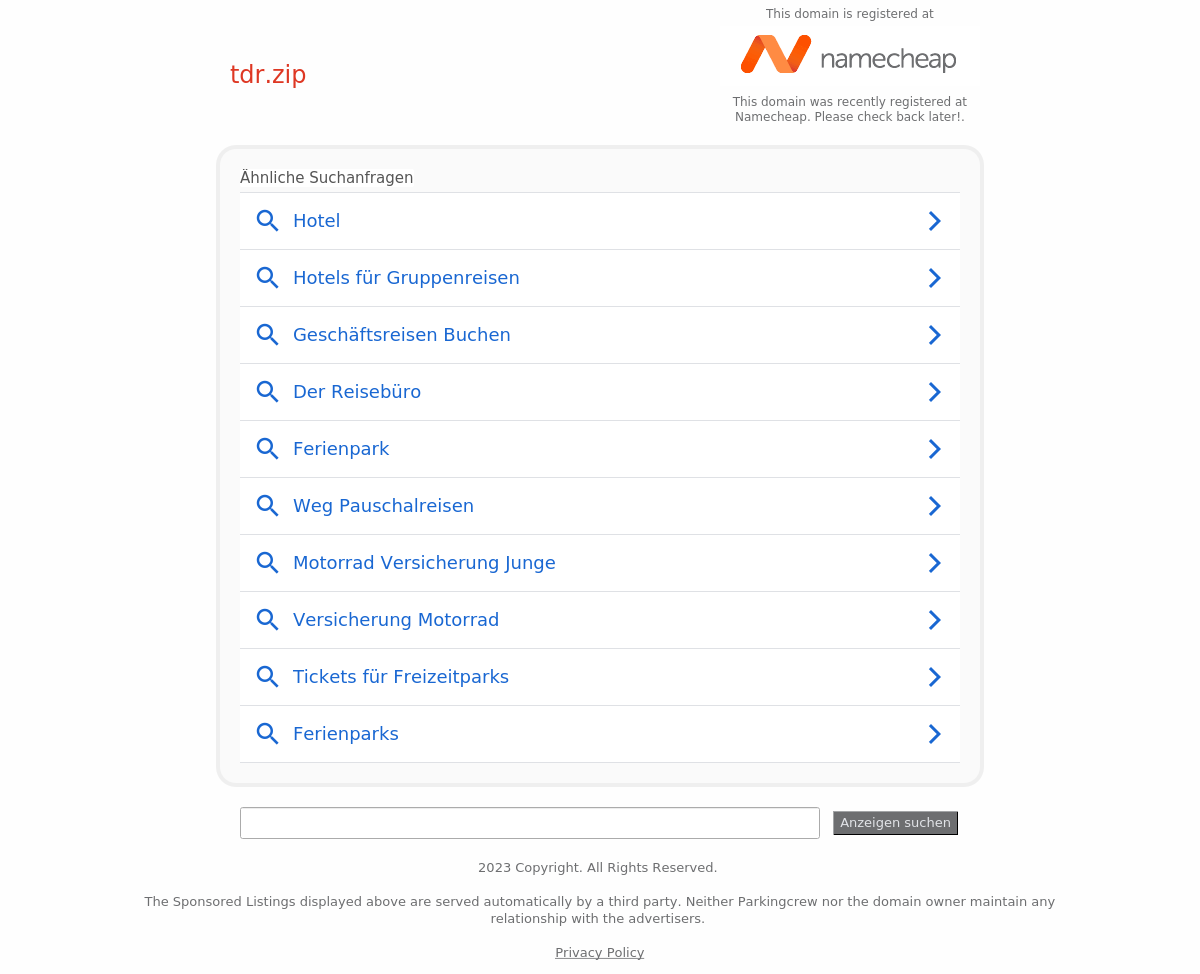 This domain is registered at
namecheap
tdr.zip
This domain was recently registered at
Namecheap. Please check back later!.
Ähnliche Suchanfragen
Hotel
Hotels für Gruppenreisen
Geschäftsreisen Buchen
Der Reisebüro
Ferienpark
Weg Pauschalreisen
Motorrad Versicherung Junge
Versicherung Motorrad
Tickets für Freizeitparks
Ferienparks
Anzeigen suchen
2023 Copyright. All Rights Reserved.
The Sponsored Listings displayed above are served automatically by a third party. Neither Parkingcrew nor the domain owner maintain any
relationship with the advertisers.
Privacy Policy